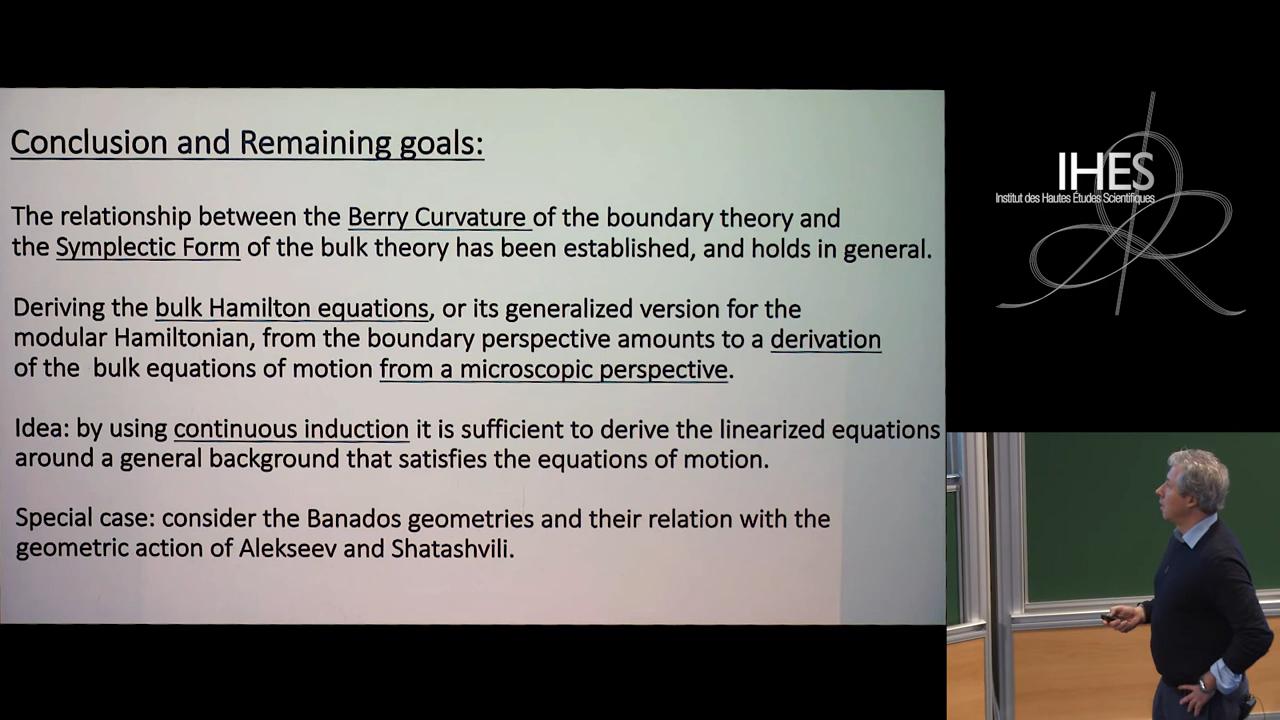 Conclusion and Remaining goals:
The relationship between the Berry Curvature of the boundary theory and
the Symplectic Form of the bulk theory has been established, and holds in general.
Deriving the bulk Hamilton equations, or its generalized version for the
modular Hamiltonian, from the boundary perspective amounts to a derivation
of the bulk equations of motion from a microscopic perspective.
Idea: by using continuous induction it is sufficient to derive the linearized equations
around a general background that satisfies the equations of motion.
Special case: consider the Banados geometries and their relation with the
geometric action of Alekseev and Shatashvili.
IHES
Institut des Hautes Études Scientifiques